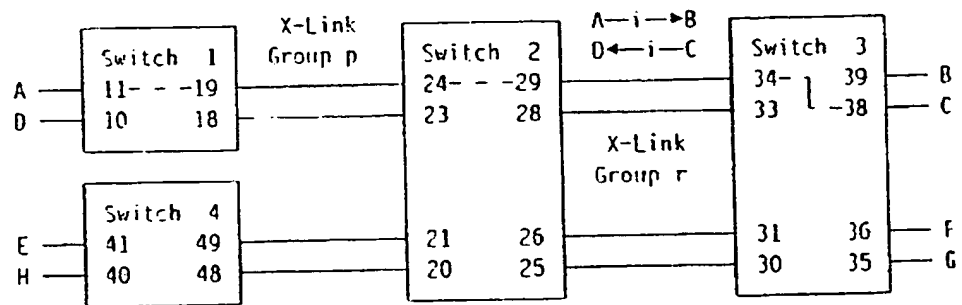 X-Link
Group p
A—i—►B
D◄—i—C
Switch 1
Switch 2
Switch 3
A 11- - -19 24- - -29 34- 39 B
D 10 18 23 28 33 -38 C
X-Link
Group r
Switch 4
E 41 49 21 26 31 36 F
H 40 48 20 25 30 35 G